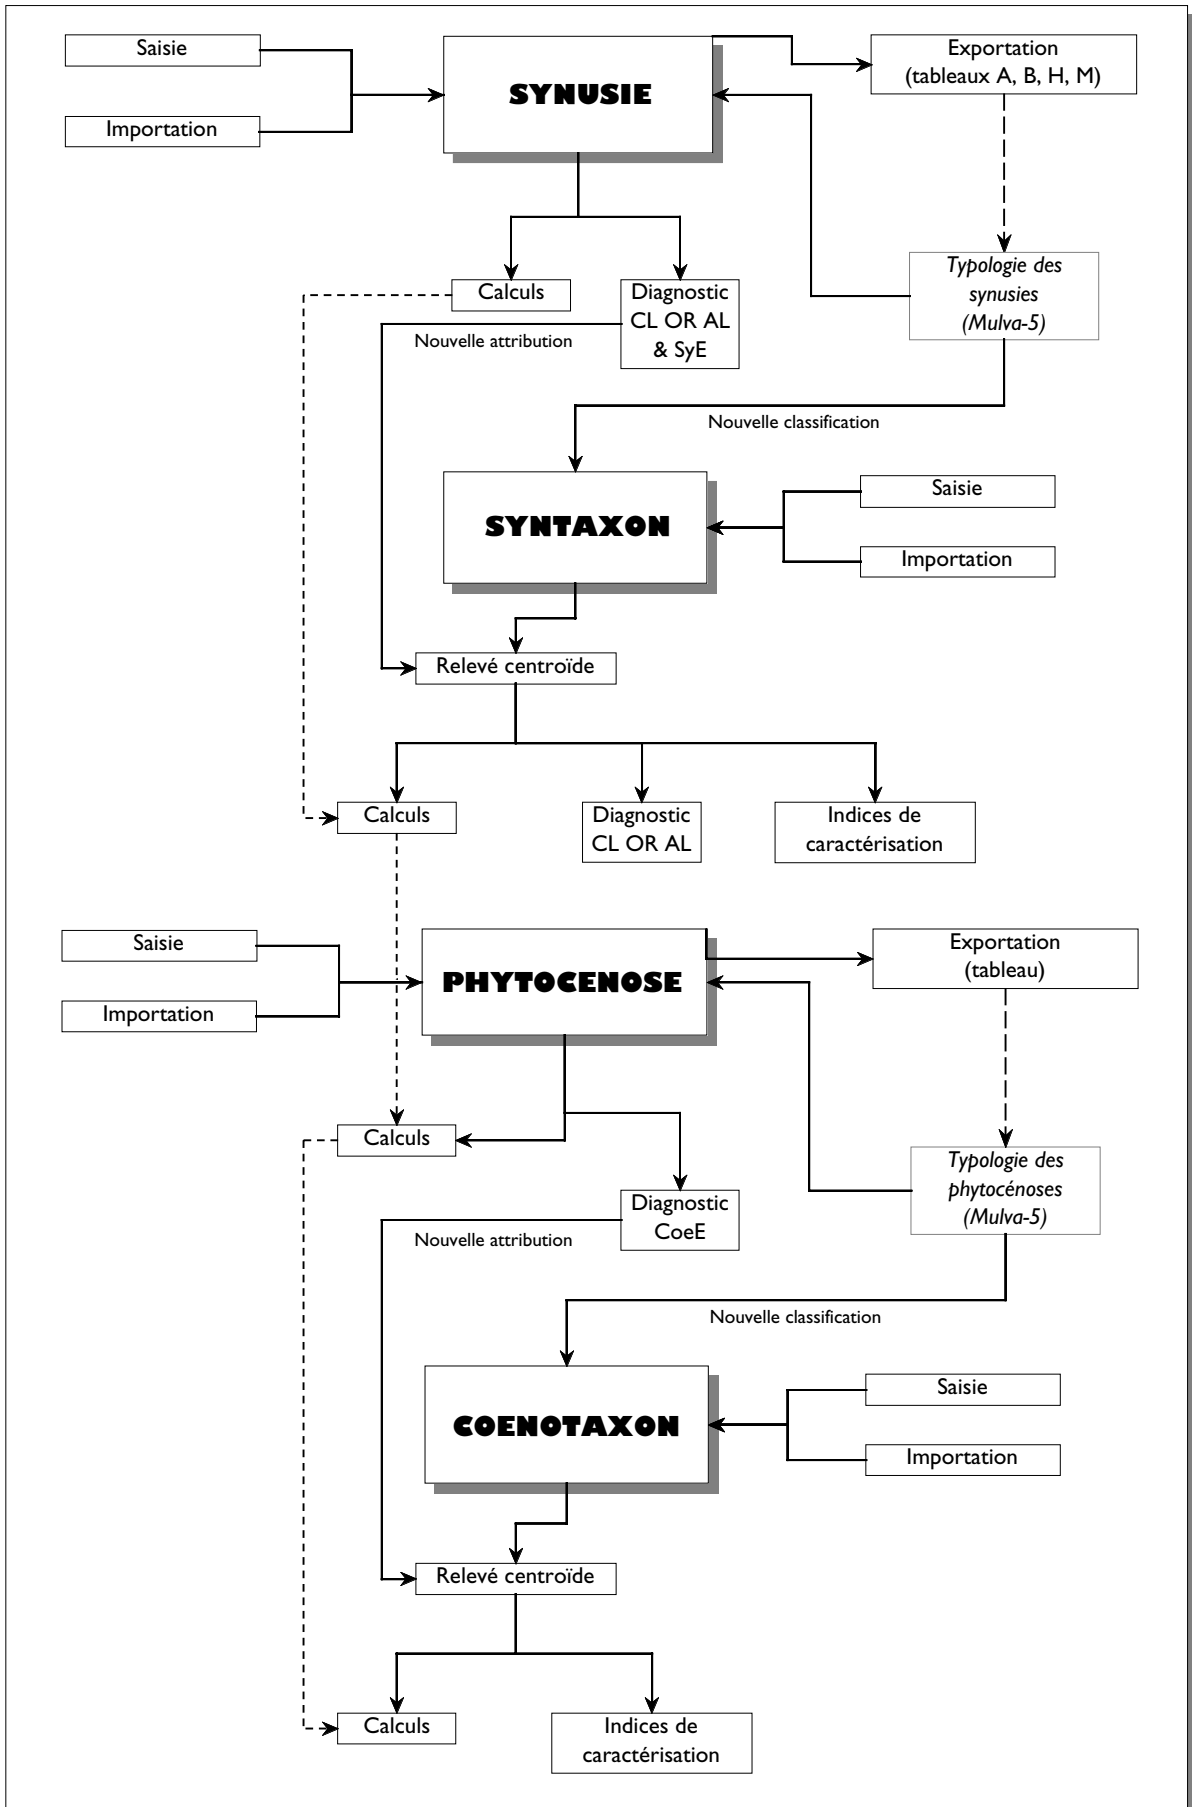 Saisie
Exportation
(tableaux A, B, H, M)
SYNUSIE
Importation
Typologie des
synusies
(Mulva-5)
Calculs
Diagnostic
CL OR AL
& SyE
Nouvelle attribution
Nouvelle classification
Saisie
SYNTAXON
Importation
Relevé centroïde
Calculs
Diagnostic
CL OR AL
Indices de
caractérisation
Saisie
Exportation
(tableau)
PHYTOCENOSE
Importation
Calculs
Typologie des
phytocénoses
(Mulva-5)
Diagnostic
CoeE
Nouvelle attribution
Nouvelle classification
Saisie
COENOTAXON
Importation
Relevé centroïde
Calculs
Indices de
caractérisation